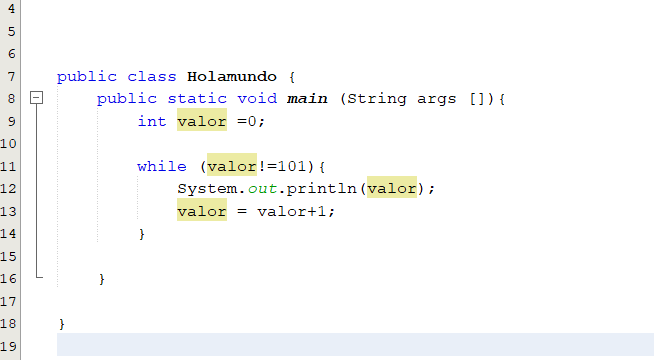 4
5
6
7 public class Holamundo {
8 public static void main (String args []){
9 int valor =0;
10
11 while (valor!=101){
12 System.out.println(valor);
13 valor = valor+1;
14 }
15
16 }
17
18 }
19